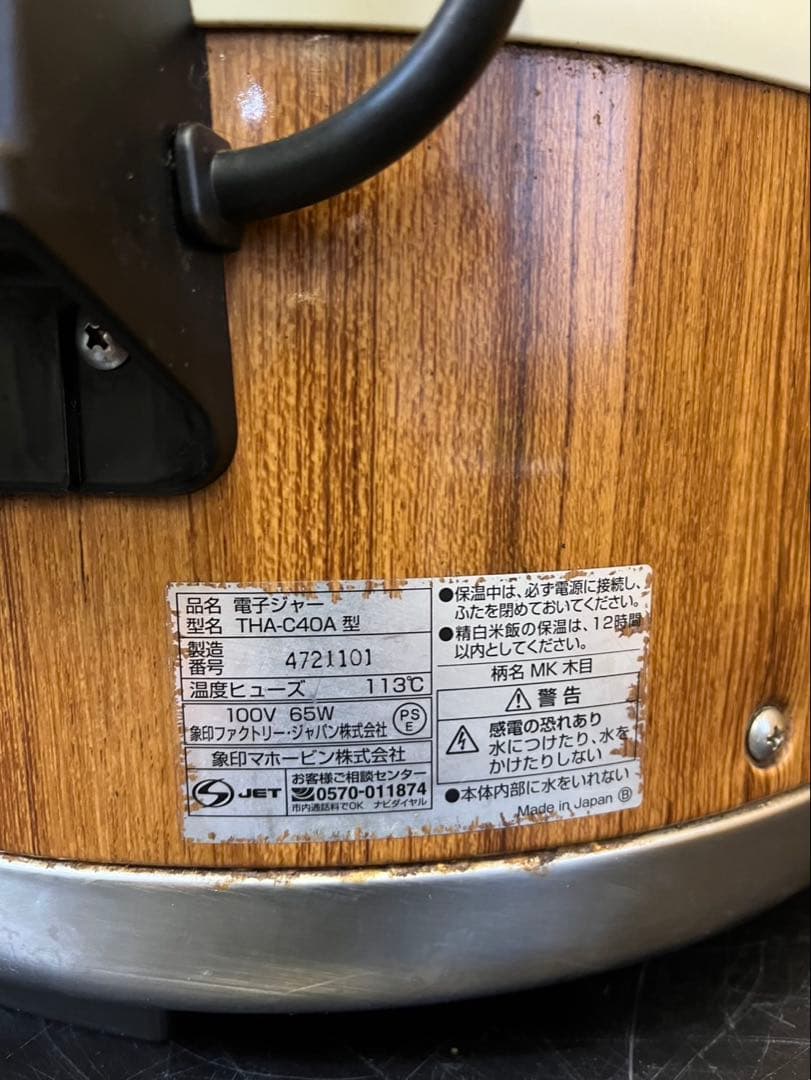 品名 電子ジャー
型名 THA-C40A 型
製造番号 4721101
温度ヒューズ 113℃
100V 65W
象印ファクトリー・ジャパン株式会社
PS
E
象印マホービン株式会社
JET
お客様ご相談センター
0570-011874
市内通話料でOK ナビダイヤル
●保温中は、必ず電源に接続し、
ふたを閉めておいてください。
●精白米飯の保温は、12時間
以内としてください。
柄名 MK 木目
警告
感電の恐れあり
水につけたり、水を
かけたりしない
●本体内部に水をいれない
Made in Japan Ⓑ